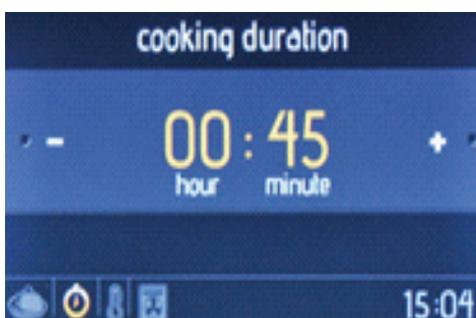 cooking duration
- 00 : 45 +
hour minute
15:04